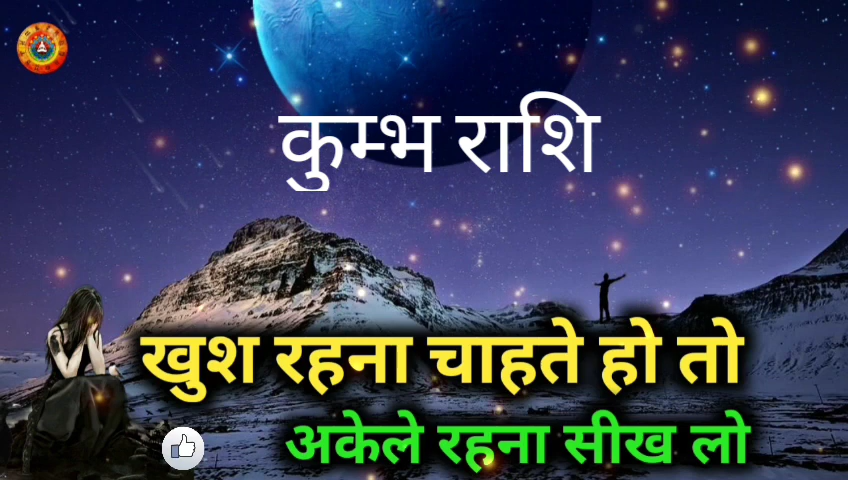 कुम्भ राशि
खुश रहना चाहते हो तो
अकेले रहना सीख लो